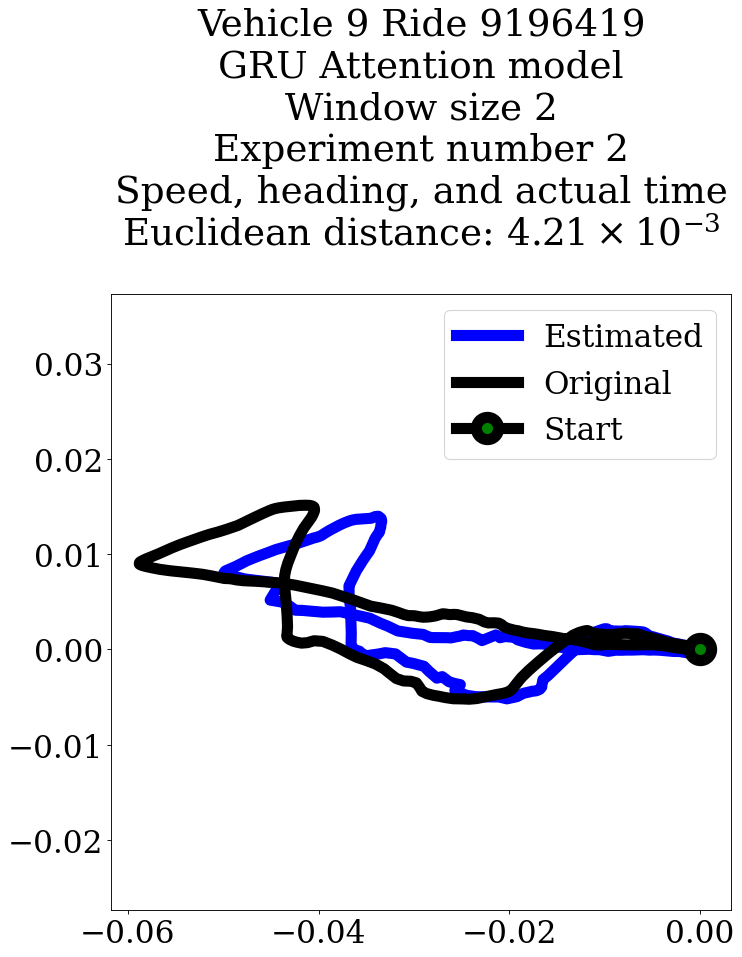 Vehicle 9 Ride 9196419
GRU Attention model
Window size 2
Experiment number 2
Speed, heading, and actual time
Euclidean distance: 4.21 × 10⁻³
Estimated
Original
Start
0.03
0.02
0.01
0.00
−0.01
−0.02
−0.06
−0.04
−0.02
0.00